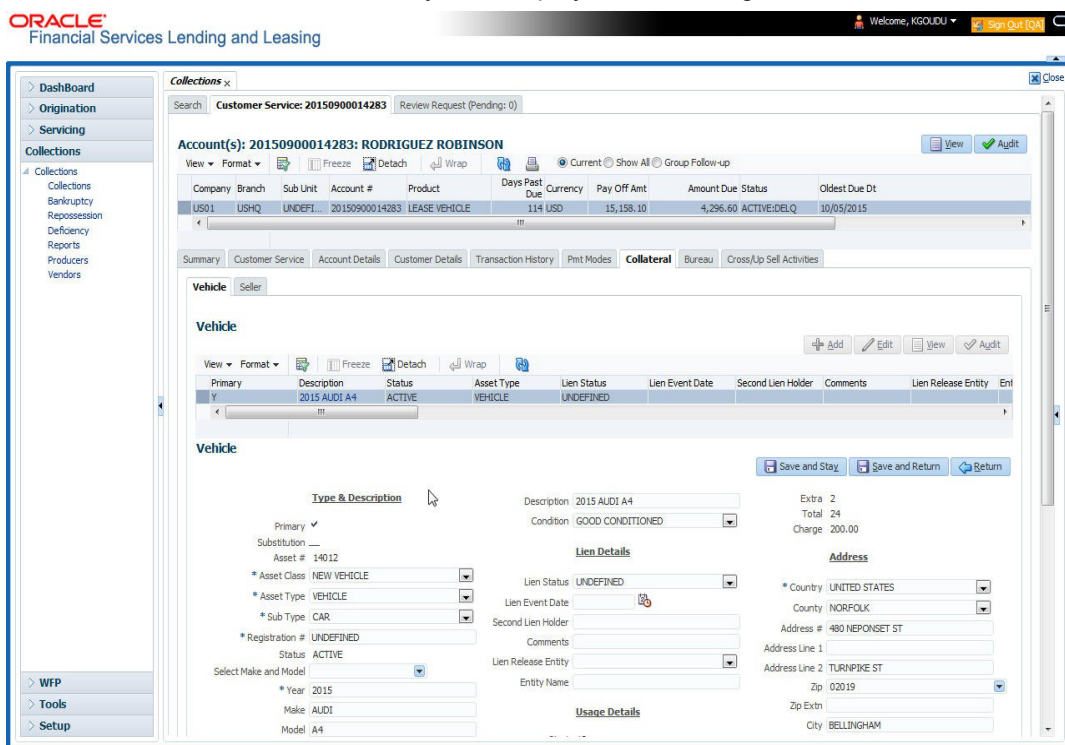 ORACLE
Financial Services Lending and Leasing
Welcome, KGOUDU
Sign Out [QA]
Close
DashBoard
Origination
Servicing
Collections
Collections
Collections
Bankruptcy
Repossession
Deficiency
Reports
Producers
Vendors
WFP
Tools
Setup
Collections x
Search Customer Service: 20150900014283 Review Request (Pending: 0)
Account(s): 20150900014283: RODRIGUEZ ROBINSON
View Audit
View Format Freeze Detach Wrap Current Show All Group Follow-up
Company Branch Sub Unit Account # Product Days Past Due Currency Pay Off Amt Amount Due Status Oldest Due Dt
US01 USHQ UNDEFI... 20150900014283 LEASE VEHICLE 114 USD 15,158.10 4,296.60 ACTIVE:DELQ 10/05/2015
Summary Customer Service Account Details Customer Details Transaction History Pmt Modes Collateral Bureau Cross/Up Sell Activities
Vehicle Seller
Vehicle
Add Edit View Audit
View Format Freeze Detach Wrap
Primary Description Status Asset Type Lien Status Lien Event Date Second Lien Holder Comments Lien Release Entity Ent
Y 2015 AUDI A4 ACTIVE VEHICLE UNDEFINED
Vehicle
Save and Stay Save and Return Return
Type & Description
Primary
Substitution
Asset # 14012
* Asset Class NEW VEHICLE
* Asset Type VEHICLE
* Sub Type CAR
* Registration # UNDEFINED
Status ACTIVE
Select Make and Model
* Year 2015
Make AUDI
Model A4
Description 2015 AUDI A4
Condition GOOD CONDITIONED
Lien Details
Lien Status UNDEFINED
Lien Event Date
Second Lien Holder
Comments
Lien Release Entity
Entity Name
Usage Details
Extra 2
Total 24
Charge 200.00
Address
* Country UNITED STATES
County NORFOLK
Address # 480 NEPONSET ST
Address Line 1
Address Line 2 TURNPIKE ST
Zip 02019
Zip Extn
City BELLINGHAM